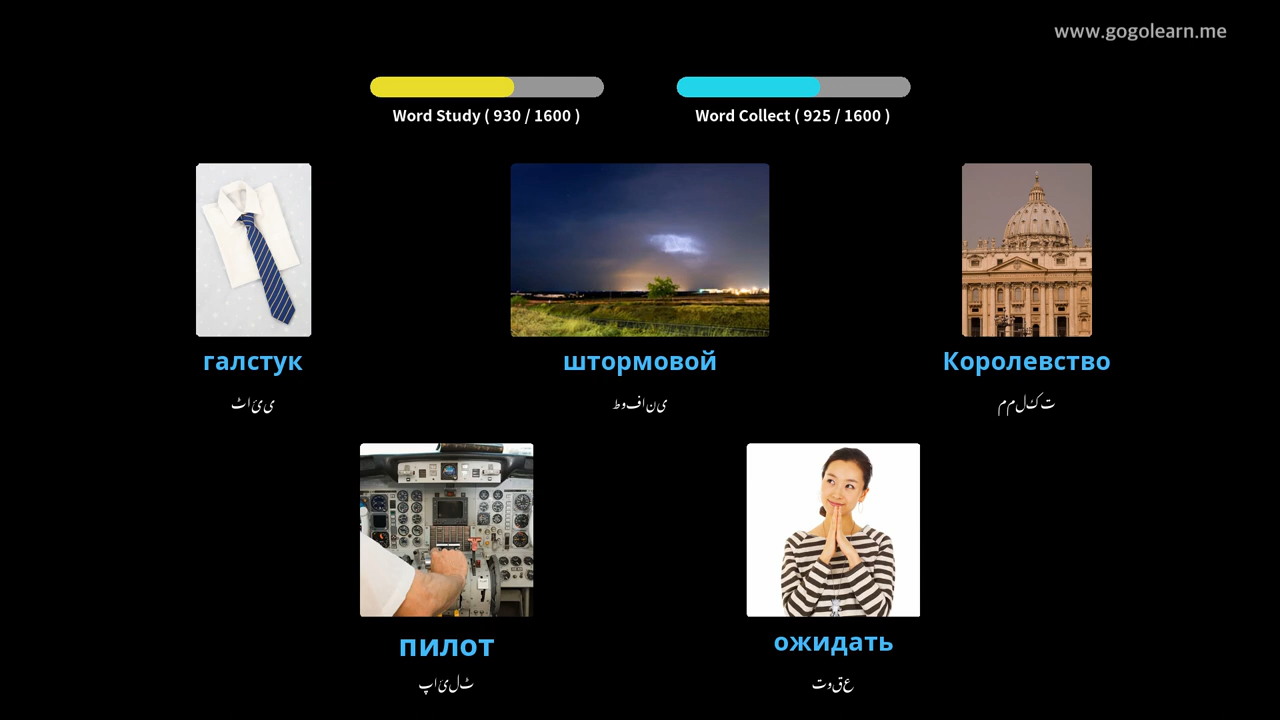 www.gogolearn.me
Word Study ( 930 / 1600 )
Word Collect ( 925 / 1600 )
галстук
штормовой
Королевство
ٹائی
طوفانی
مملکت
пилот
ожидать
پائلٹ
توقع